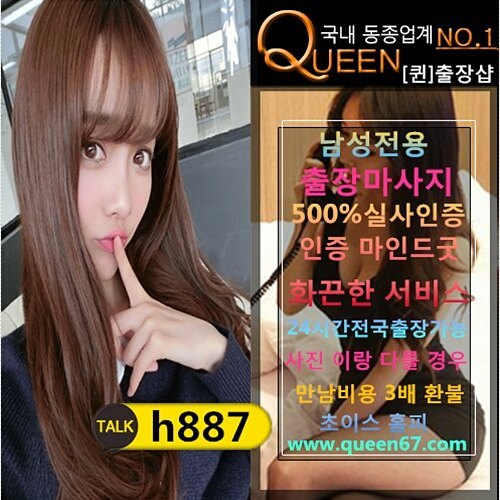 국내 동종업계 NO.1
QUEEN [퀸]출장샵
남성전용
출장마사지
500%실사인증
인증 마인드굿
화끈한 서비스
24시간전국출장가능
사진 이랑 다를 경우
만남비용 3배 환불
초이스 홈피
www.queen67.com
TALK h887